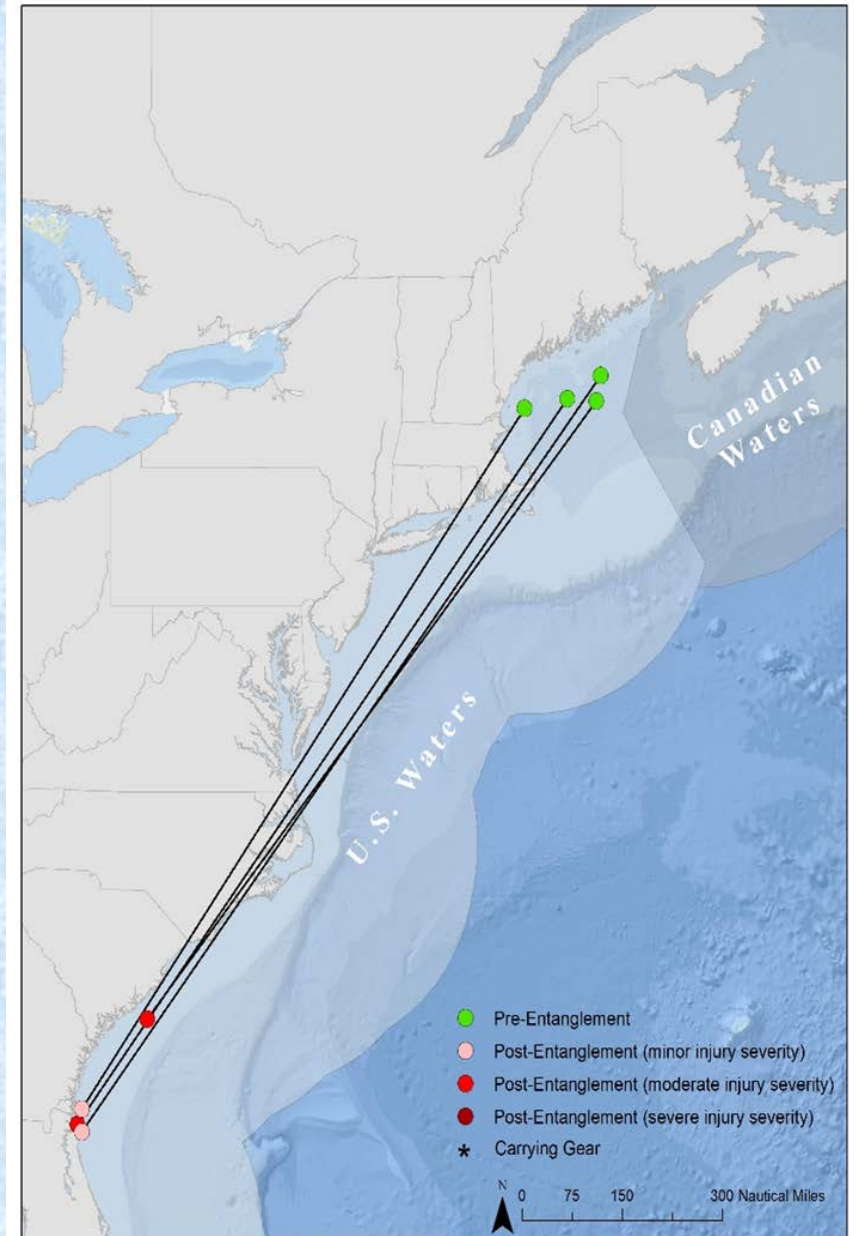 Canadian
Waters
U.S. Waters
Pre-Entanglement
Post-Entanglement (minor injury severity)
Post-Entanglement (moderate injury severity)
Post-Entanglement (severe injury severity)
* Carrying Gear
N
0 75 150 300 Nautical Miles